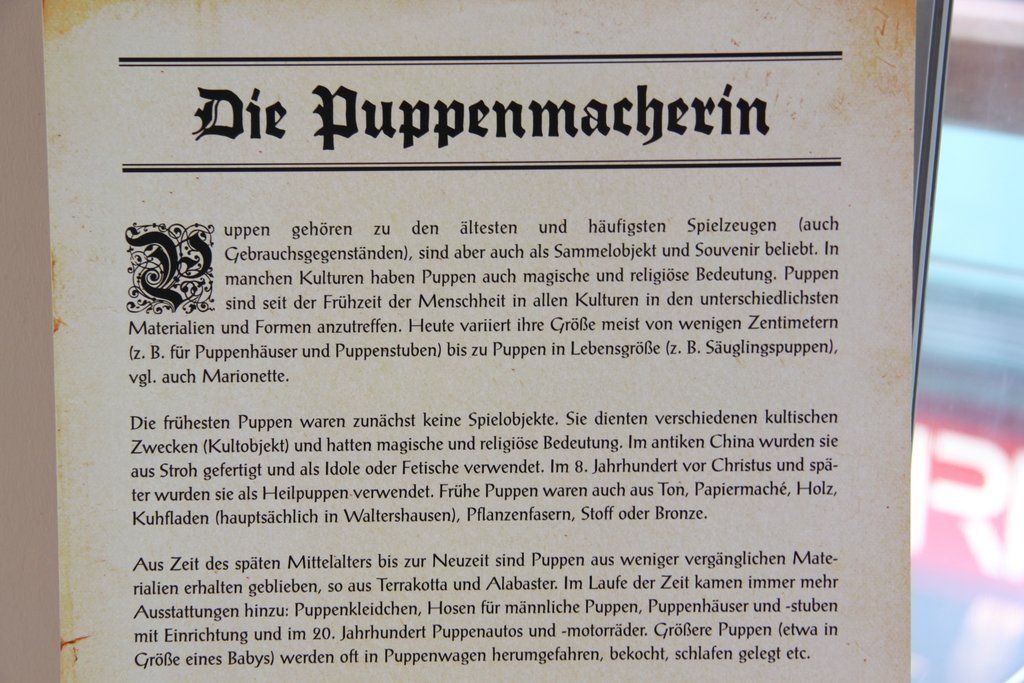 Die Puppenmacherin
Puppen gehören zu den ältesten und häufigsten Spielzeugen (auch
Gebrauchsgegenständen), sind aber auch als Sammelobjekt und Souvenir beliebt. In
manchen Kulturen haben Puppen auch magische und religiöse Bedeutung. Puppen
sind seit der Frühzeit der Menschheit in allen Kulturen in den unterschiedlichsten
Materialien und Formen anzutreffen. Heute variiert ihre Größe meist von wenigen Zentimetern
(z. B. für Puppenhäuser und Puppenstuben) bis zu Puppen in Lebensgröße (z. B. Säuglingspuppen),
vgl. auch Marionette.
Die frühesten Puppen waren zunächst keine Spielobjekte. Sie dienten verschiedenen kultischen
Zwecken (Kultobjekt) und hatten magische und religiöse Bedeutung. Im antiken China wurden sie
aus Stroh gefertigt und als Idole oder Fetische verwendet. Im 8. Jahrhundert vor Christus und spä-
ter wurden sie als Heilpuppen verwendet. Frühe Puppen waren auch aus Ton, Papiermaché, Holz,
Kuhfladen (hauptsächlich in Waltershausen), Pflanzenfasern, Stoff oder Bronze.
Aus Zeit des späten Mittelalters bis zur Neuzeit sind Puppen aus weniger vergänglichen Mate-
rialien erhalten geblieben, so aus Terrakotta und Alabaster. Im Laufe der Zeit kamen immer mehr
Ausstattungen hinzu: Puppenkleidchen, Hosen für männliche Puppen, Puppenhäuser und -stuben
mit Einrichtung und im 20. Jahrhundert Puppenautos und -motorräder. Größere Puppen (etwa in
Größe eines Babys) werden oft in Puppenwagen herumgefahren, bekocht, schlafen gelegt etc.